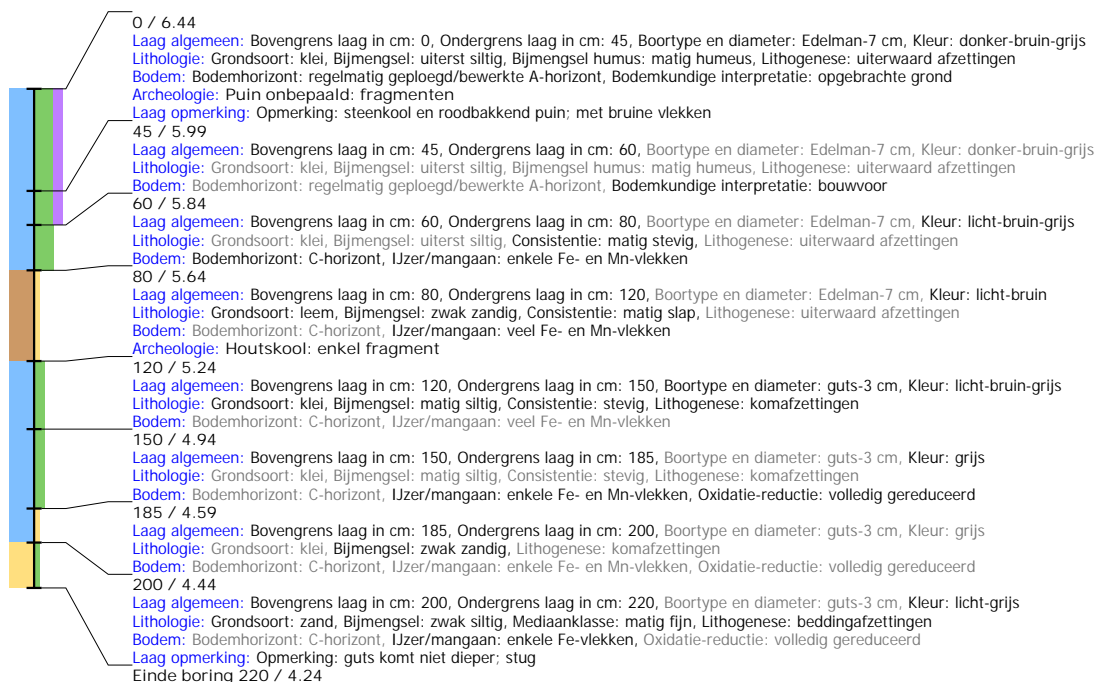 0 / 6.44
Laag algemeen: Bovengrens laag in cm: 0, Ondergrens laag in cm: 45, Boortype en diameter: Edelman-7 cm, Kleur: donker-bruin-grijs
Lithologie: Grondsoort: klei, Bijmengsel: uiterst siltig, Bijmengsel humus: matig humeus, Lithogenese: uiterwaard afzettingen
Bodem: Bodemhorizont: regelmatig geploegd/bewerkte A-horizont, Bodemkundige interpretatie: opgebrachte grond
Archeologie: Puin onbepaald: fragmenten
Laag opmerking: Opmerking: steenkool en roodbakkend puin; met bruine vlekken
45 / 5.99
Laag algemeen: Bovengrens laag in cm: 45, Ondergrens laag in cm: 60, Boortype en diameter: Edelman-7 cm, Kleur: donker-bruin-grijs
Lithologie: Grondsoort: klei, Bijmengsel: uiterst siltig, Bijmengsel humus: matig humeus, Lithogenese: uiterwaard afzettingen
Bodem: Bodemhorizont: regelmatig geploegd/bewerkte A-horizont, Bodemkundige interpretatie: bouwvoor
60 / 5.84
Laag algemeen: Bovengrens laag in cm: 60, Ondergrens laag in cm: 80, Boortype en diameter: Edelman-7 cm, Kleur: licht-bruin-grijs
Lithologie: Grondsoort: klei, Bijmengsel: uiterst siltig, Consistentie: matig stevig, Lithogenese: uiterwaard afzettingen
Bodem: Bodemhorizont: C-horizont, IJzer/mangaan: enkele Fe- en Mn-vlekken
80 / 5.64
Laag algemeen: Bovengrens laag in cm: 80, Ondergrens laag in cm: 120, Boortype en diameter: Edelman-7 cm, Kleur: licht-bruin
Lithologie: Grondsoort: leem, Bijmengsel: zwak zandig, Consistentie: matig slap, Lithogenese: uiterwaard afzettingen
Bodem: Bodemhorizont: C-horizont, IJzer/mangaan: veel Fe- en Mn-vlekken
Archeologie: Houtskool: enkel fragment
120 / 5.24
Laag algemeen: Bovengrens laag in cm: 120, Ondergrens laag in cm: 150, Boortype en diameter: guts-3 cm, Kleur: licht-bruin-grijs
Lithologie: Grondsoort: klei, Bijmengsel: matig siltig, Consistentie: stevig, Lithogenese: komafzettingen
Bodem: Bodemhorizont: C-horizont, IJzer/mangaan: veel Fe- en Mn-vlekken
150 / 4.94
Laag algemeen: Bovengrens laag in cm: 150, Ondergrens laag in cm: 185, Boortype en diameter: guts-3 cm, Kleur: grijs
Lithologie: Grondsoort: klei, Bijmengsel: matig siltig, Consistentie: stevig, Lithogenese: komafzettingen
Bodem: Bodemhorizont: C-horizont, IJzer/mangaan: enkele Fe- en Mn-vlekken, Oxidatie-reductie: volledig gereduceerd
185 / 4.59
Laag algemeen: Bovengrens laag in cm: 185, Ondergrens laag in cm: 200, Boortype en diameter: guts-3 cm, Kleur: grijs
Lithologie: Grondsoort: klei, Bijmengsel: zwak zandig, Lithogenese: komafzettingen
Bodem: Bodemhorizont: C-horizont, IJzer/mangaan: enkele Fe- en Mn-vlekken, Oxidatie-reductie: volledig gereduceerd
200 / 4.44
Laag algemeen: Bovengrens laag in cm: 200, Ondergrens laag in cm: 220, Boortype en diameter: guts-3 cm, Kleur: licht-grijs
Lithologie: Grondsoort: zand, Bijmengsel: zwak siltig, Mediaanklasse: matig fijn, Lithogenese: beddingafzettingen
Bodem: Bodemhorizont: C-horizont, IJzer/mangaan: enkele Fe-vlekken, Oxidatie-reductie: volledig gereduceerd
Laag opmerking: Opmerking: guts komt niet dieper; stug
Einde boring 220 / 4.24